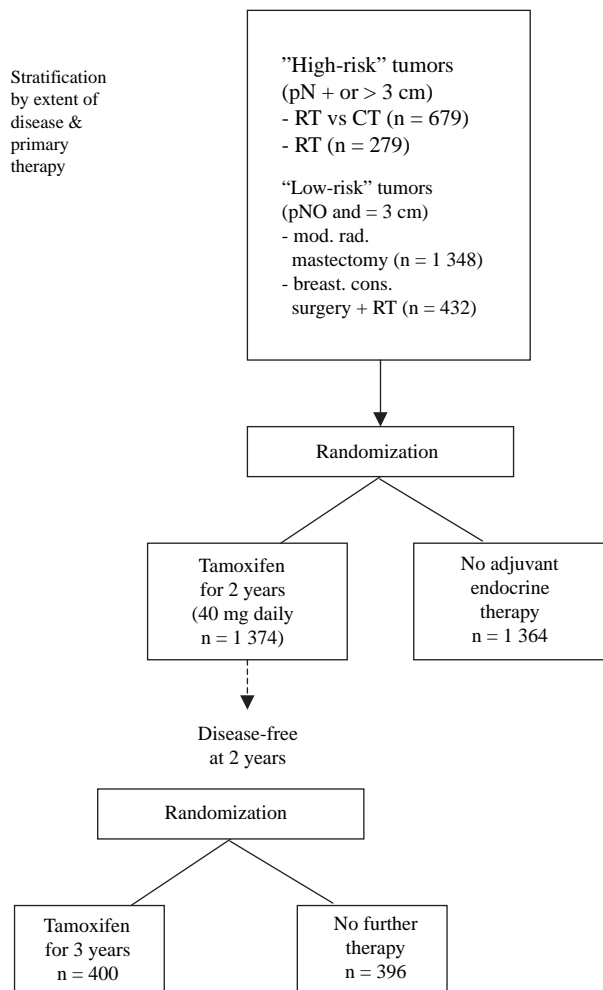 Stratification
by extent of
disease &
primary
therapy
”High-risk” tumors
(pN + or > 3 cm)
- RT vs CT (n = 679)
- RT (n = 279)
“Low-risk” tumors
(pNO and = 3 cm)
- mod. rad.
mastectomy (n = 1 348)
- breast. cons.
surgery + RT (n = 432)
Randomization
Tamoxifen
for 2 years
(40 mg daily
n = 1 374)
No adjuvant
endocrine
therapy
n = 1 364
Disease-free
at 2 years
Randomization
Tamoxifen
for 3 years
n = 400
No further
therapy
n = 396